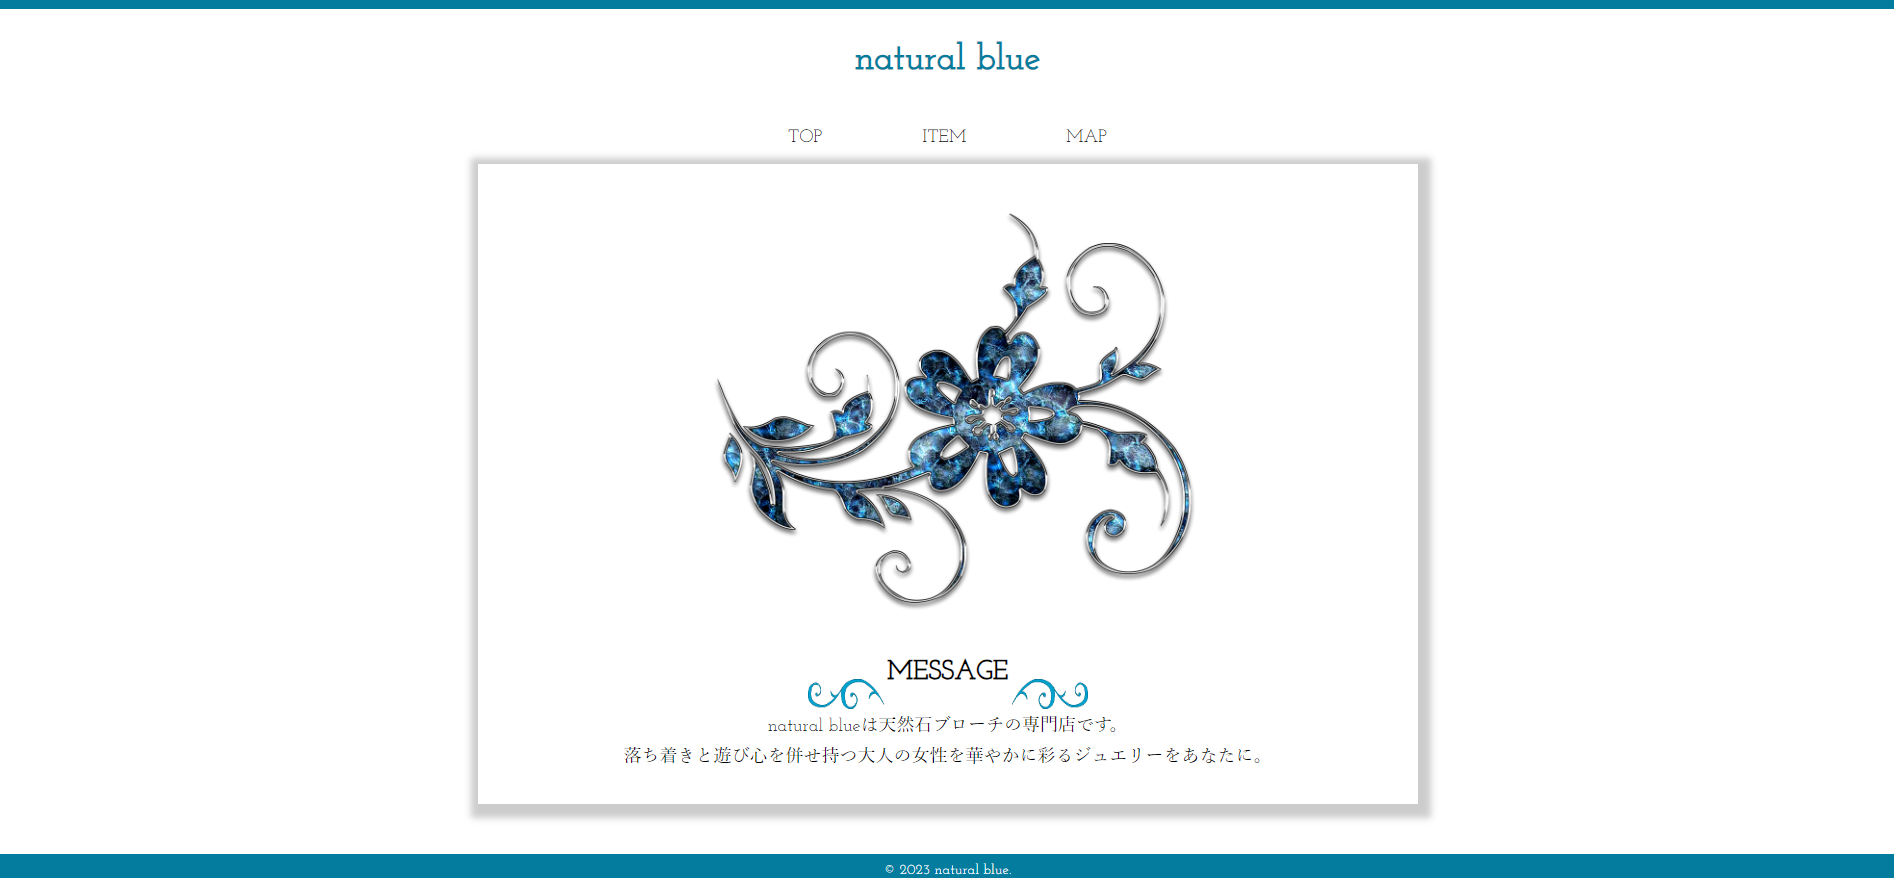 natural blue
TOP ITEM MAP
MESSAGE
natural blueは天然石ブローチの専門店です。
落ち着きと遊び心を併せ持つ大人の女性を華やかに彩るジュエリーをあなたに。
© 2023 natural blue.